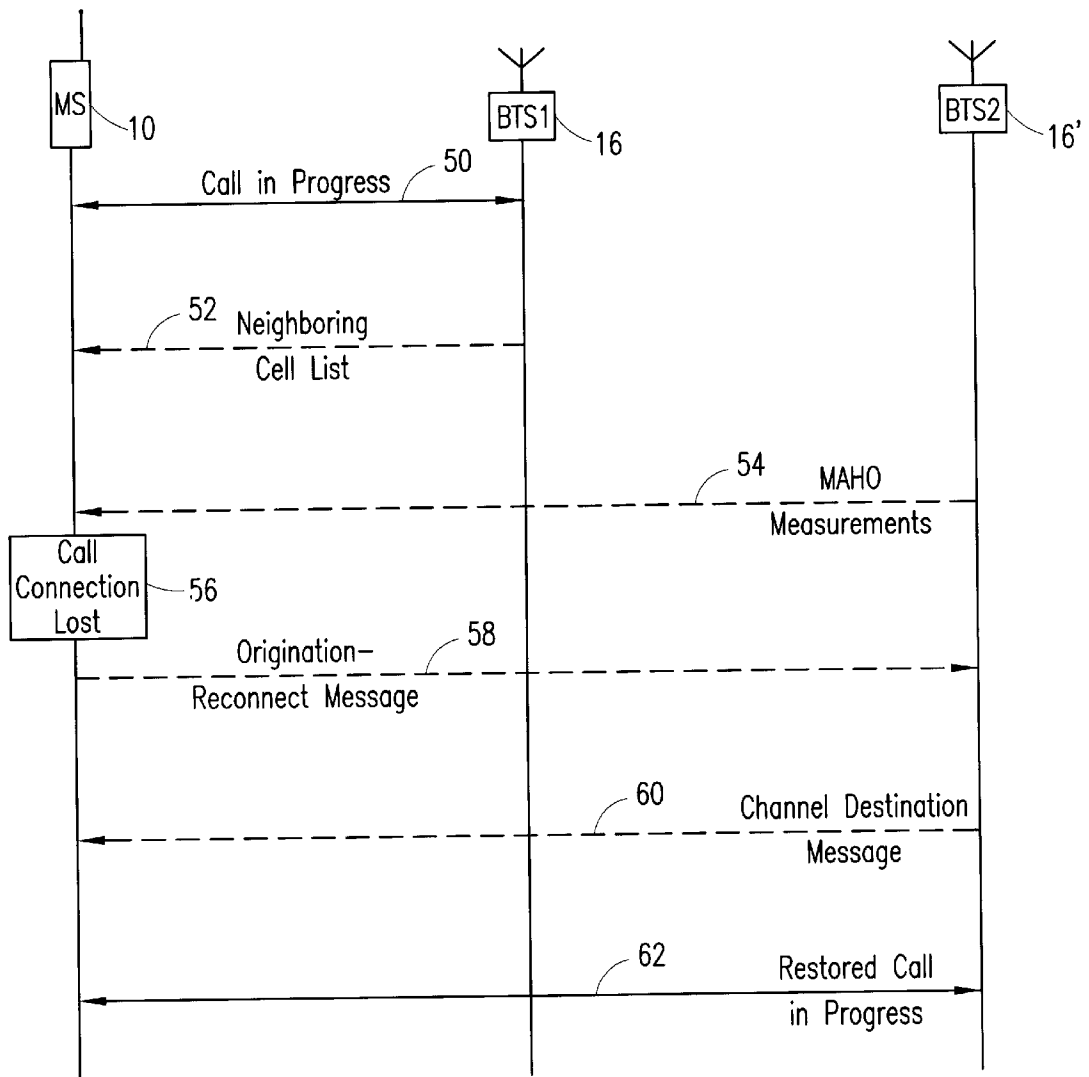 MS
10
BTS1
16
BTS2
16'
Call in Progress
50
52
Neighboring
Cell List
54
MAHO
Measurements
Call
Connection
Lost
56
58
Origination-
Reconnect Message
60
Channel Destination
Message
62
Restored Call
in Progress